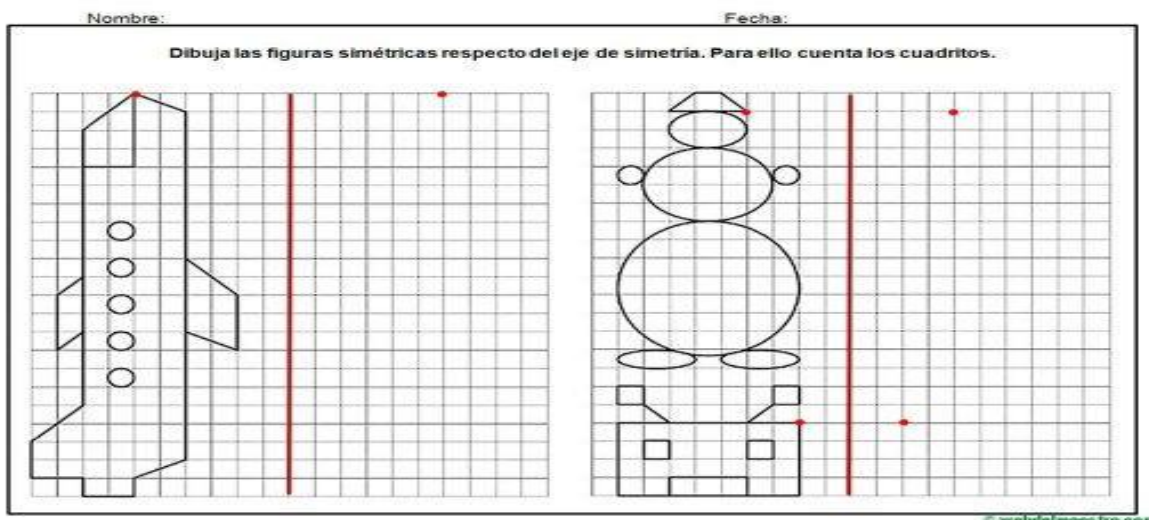 Nombre: Fecha:
Dibuja las figuras simétricas respecto del eje de simetría. Para ello cuenta los cuadritos.